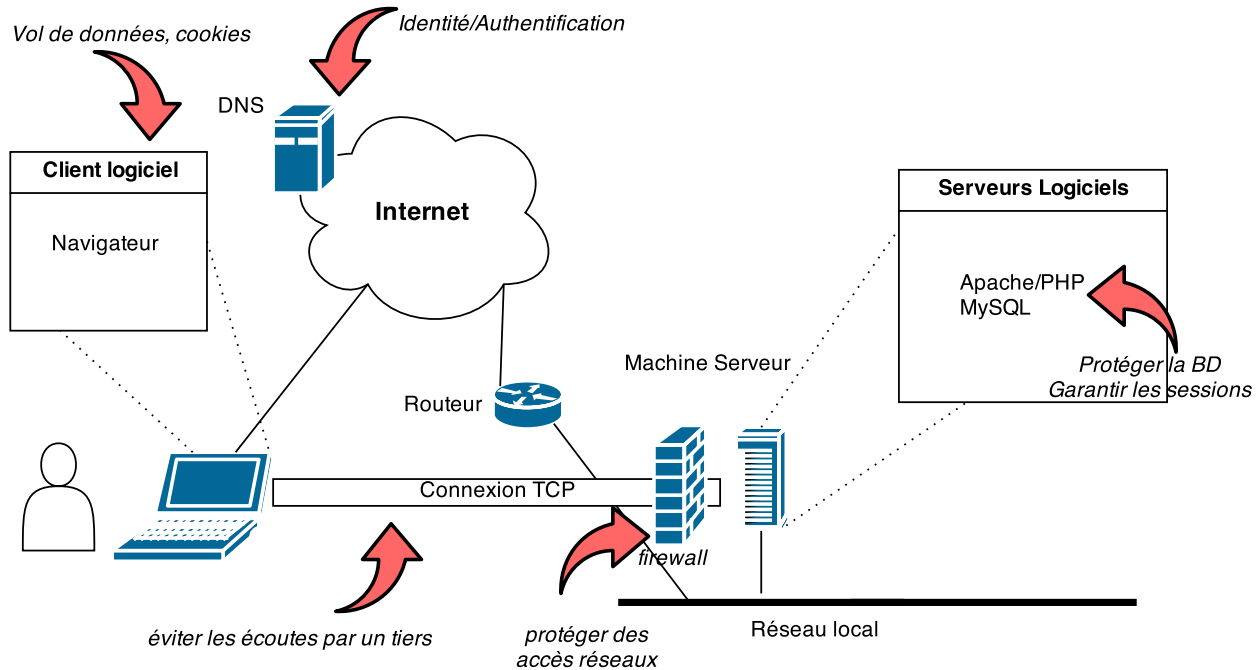 Vol de données, cookies
Identité/Authentification
DNS
Client logiciel
Navigateur
Internet
Serveurs Logiciels
Apache/PHP
MySQL
Protéger la BD
Garantir les sessions
Machine Serveur
Routeur
Connexion TCP
firewall
éviter les écoutes par un tiers
protéger des
accès réseaux
Réseau local